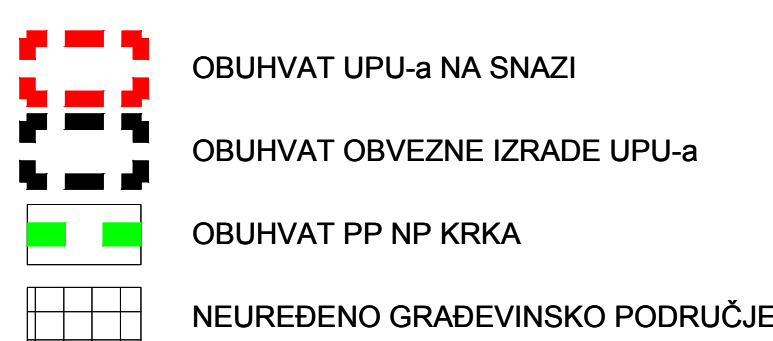 OBUHVAT UPU-a NA SNAZI
OBUHVAT OBVEZNE IZRADE UPU-a
OBUHVAT PP NP KRKA
NEUREĐENO GRAĐEVINSKO PODRUČJE